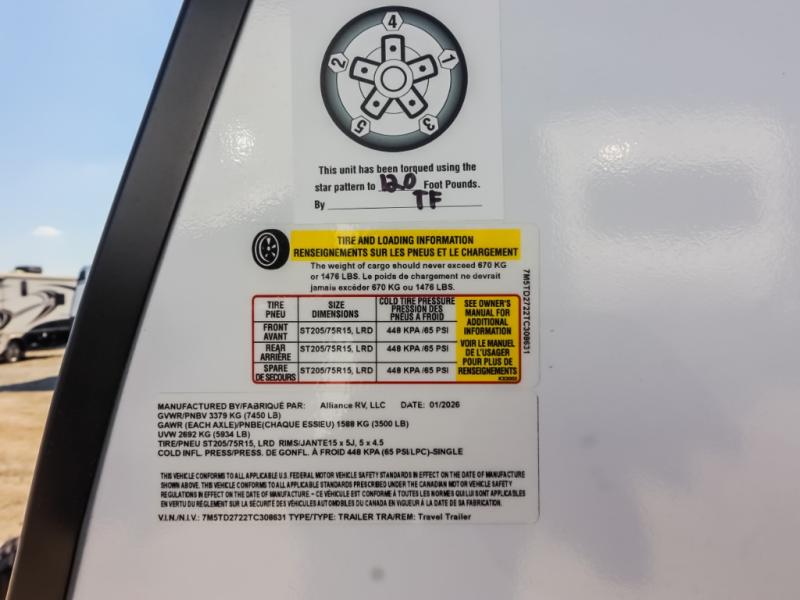 4
2 1
5 3
This unit has been torqued using the
star pattern to 120 Foot Pounds.
By TF
TIRE AND LOADING INFORMATION
RENSEIGNEMENTS SUR LES PNEUS ET LE CHARGEMENT
The weight of cargo should never exceed 670 KG
or 1476 LBS. Le poids de chargement ne devrait
jamais excéder 670 KG ou 1476 LBS.
TIRE
PNEU
SIZE
DIMENSIONS
COLD TIRE PRESSURE
PRESSION DES
PNEUS A FROID
SEE OWNER'S
MANUAL FOR
ADDITIONAL
INFORMATION
VOIR LE MANUEL
DE L'USAGER
POUR PLUS DE
RENSEIGNEMENTS
FRONT
AVANT
ST205/75R15, LRD
448 KPA /65 PSI
REAR
ARRIÈRE
ST205/75R15, LRD
448 KPA /65 PSI
SPARE
DE SECOURS
ST205/75R15, LRD
448 KPA /65 PSI
7M5TD2722TC308631
MANUFACTURED BY/FABRIQUÉ PAR: Alliance RV, LLC DATE: 01/2026
GVWR/PNBV 3379 KG (7450 LB)
GAWR (EACH AXLE)/PNBE(CHAQUE ESSIEU) 1588 KG (3500 LB)
UVW 2692 KG (5934 LB)
TIRE/PNEU ST205/75R15, LRD RIMS/JANTE15 x 5J, 5 x 4.5
COLD INFL. PRESS/PRESS. DE GONFL. À FROID 448 KPA (65 PSI/LPC)-SINGLE
THIS VEHICLE CONFORMS TO ALL APPLICABLE U.S. FEDERAL MOTOR VEHICLE SAFETY STANDARDS IN EFFECT ON THE DATE OF MANUFACTURE
SHOWN ABOVE. THIS VEHICLE CONFORMS TO ALL APPLICABLE STANDARDS PRESCRIBED UNDER THE CANADIAN MOTOR VEHICLE SAFETY
REGULATIONS IN EFFECT ON THE DATE OF MANUFACTURE. - CE VÉHICULE EST CONFORME À TOUTES LES NORMES QUI LUI SONT APPLICABLES
EN VERTU DU RÉGLEMENT SUR LA SÉCURITÉ DES VÉHICULES AUTOMOBILES DU CANADA EN VIGUEUR À LA DATE DE SA FABRICATION.
V.I.N./N.I.V.: 7M5TD2722TC308631 TYPE/TYPE: TRAILER TRA/REM: Travel Trailer